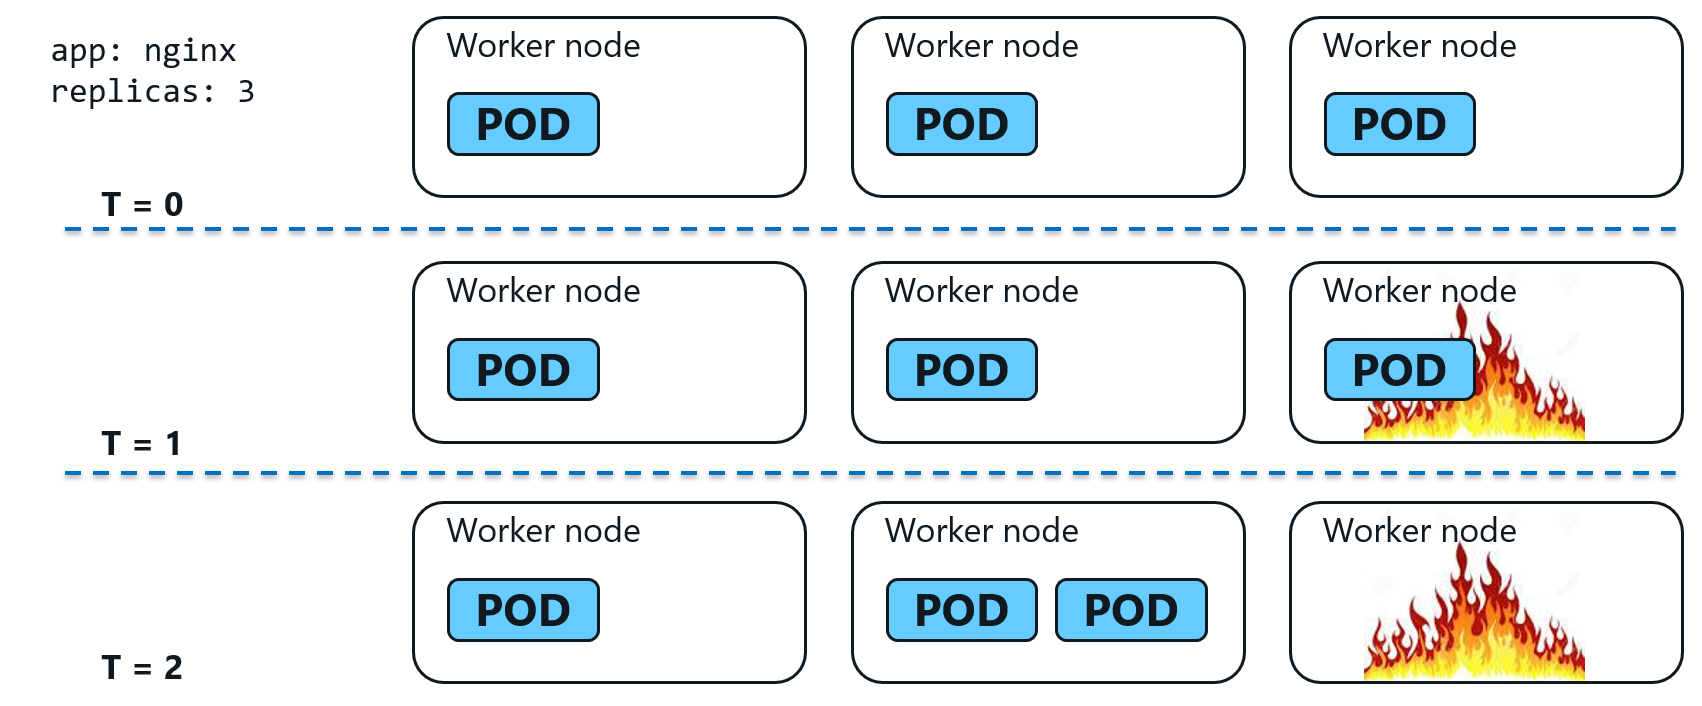 app: nginx
replicas: 3
Worker node
Worker node
Worker node
POD
POD
POD
T = 0
Worker node
Worker node
Worker node
POD
POD
POD
T = 1
Worker node
Worker node
Worker node
POD
POD
POD
T = 2